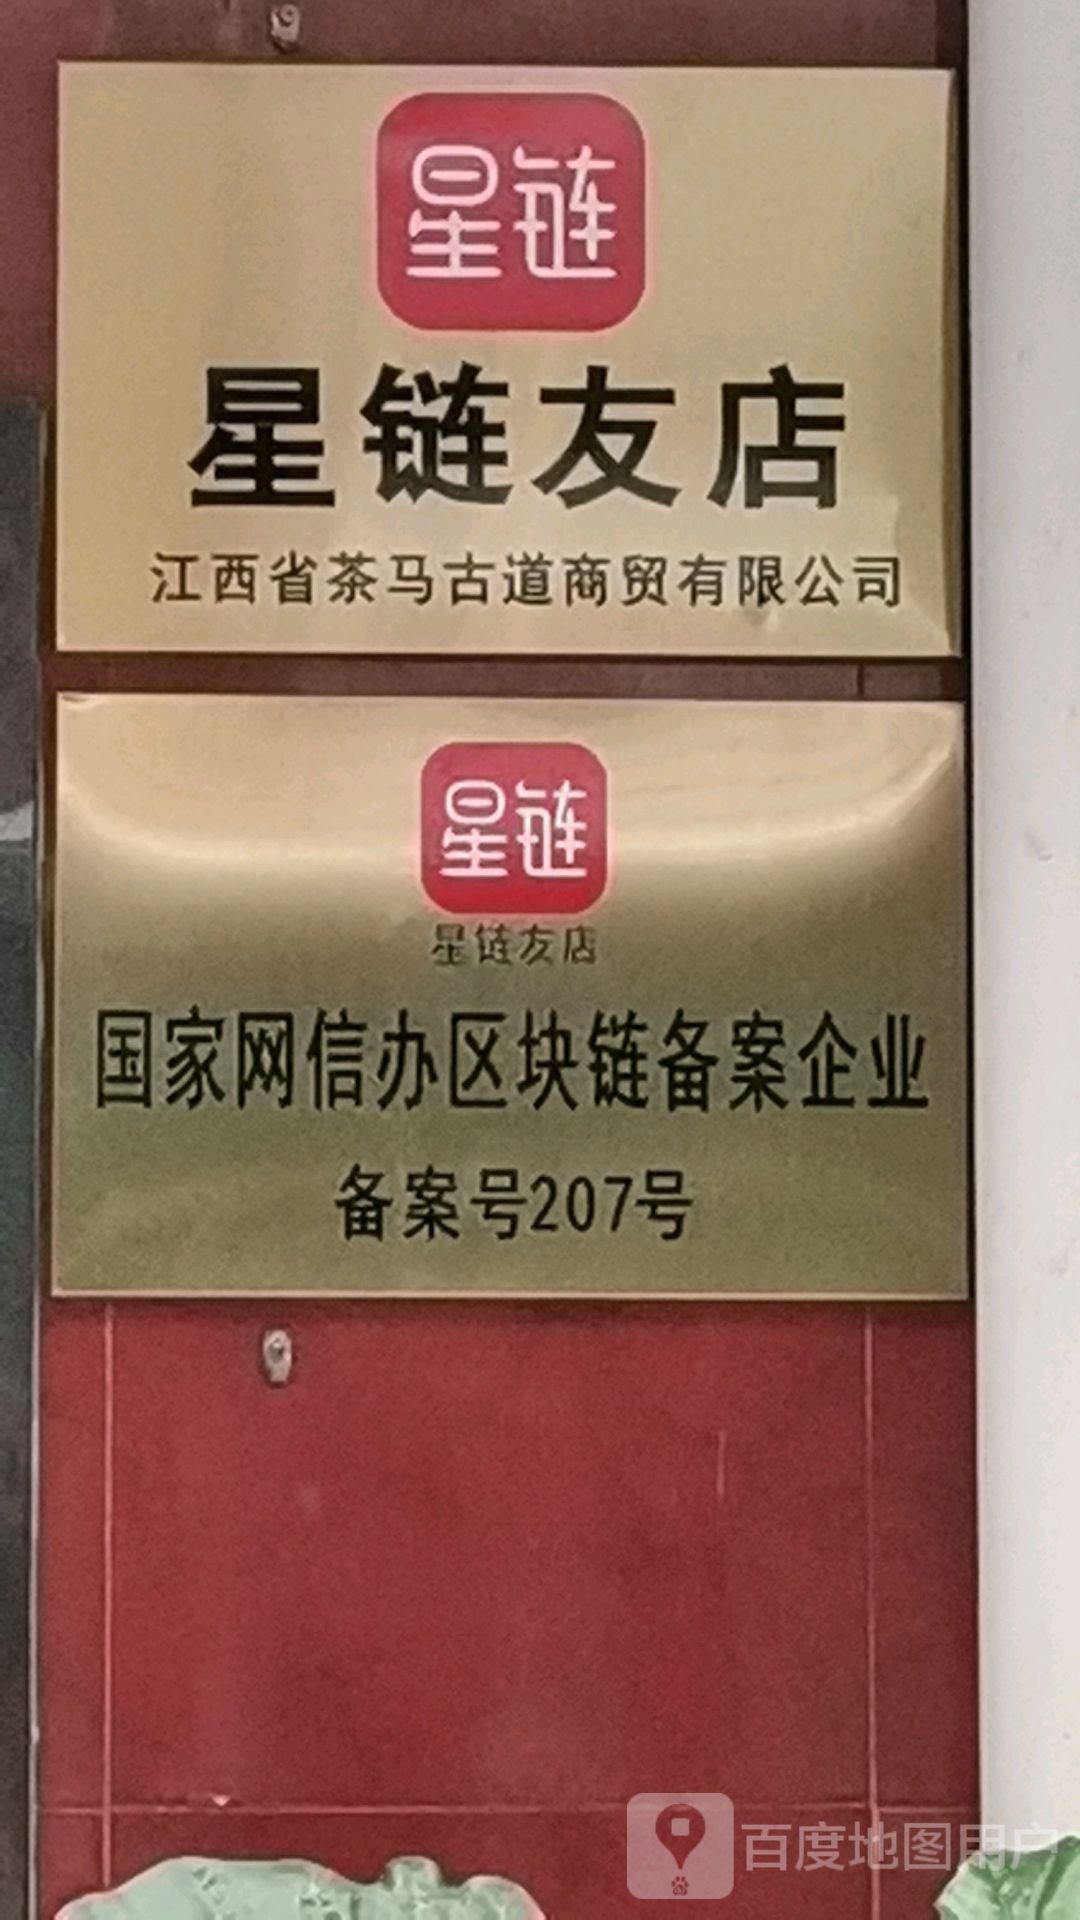 星链
星链友店
江西省茶马古道商贸有限公司
星链
星链友店
国家网信办区块链备案企业
备案号207号
百度地图用户